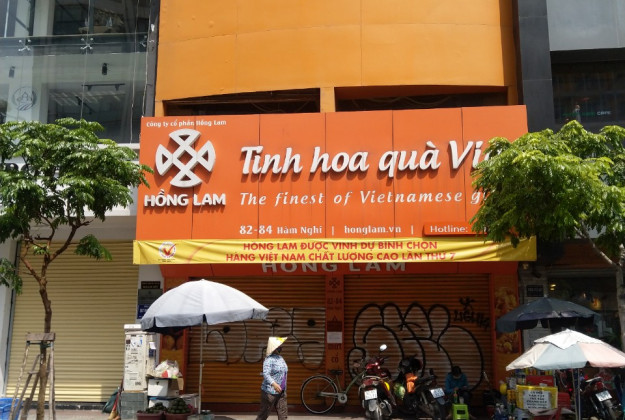 Công ty cổ phần Hồng Lam
HỒNG LAM
Tinh hoa quà Vi
The finest of Vietnamese g
82-84 Hàm Nghi | honglam.vn | Hotline:
HỒNG LAM ĐƯỢC VINH DỰ BÌNH CHỌN
HÀNG VIỆT NAM CHẤT LƯỢNG CAO LẦN THỨ 7
HỒNG LAM